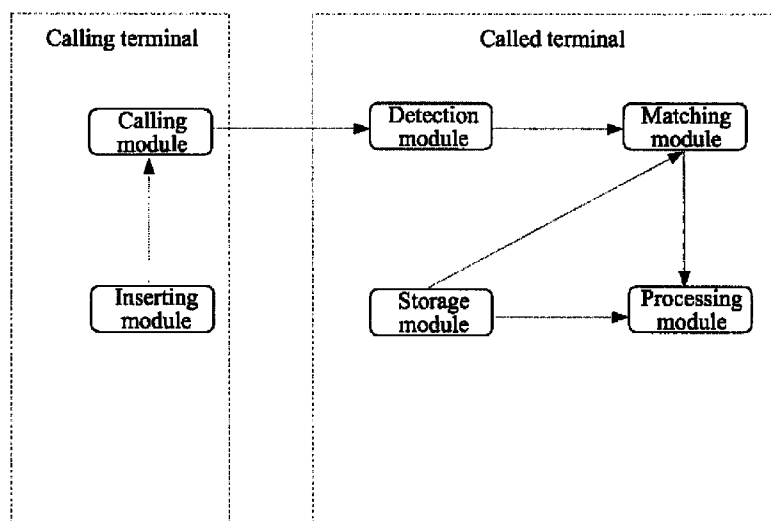 Calling terminal
Called terminal
Calling
module
Detection
module
Matching
module
Inserting
module
Storage
module
Processing
module